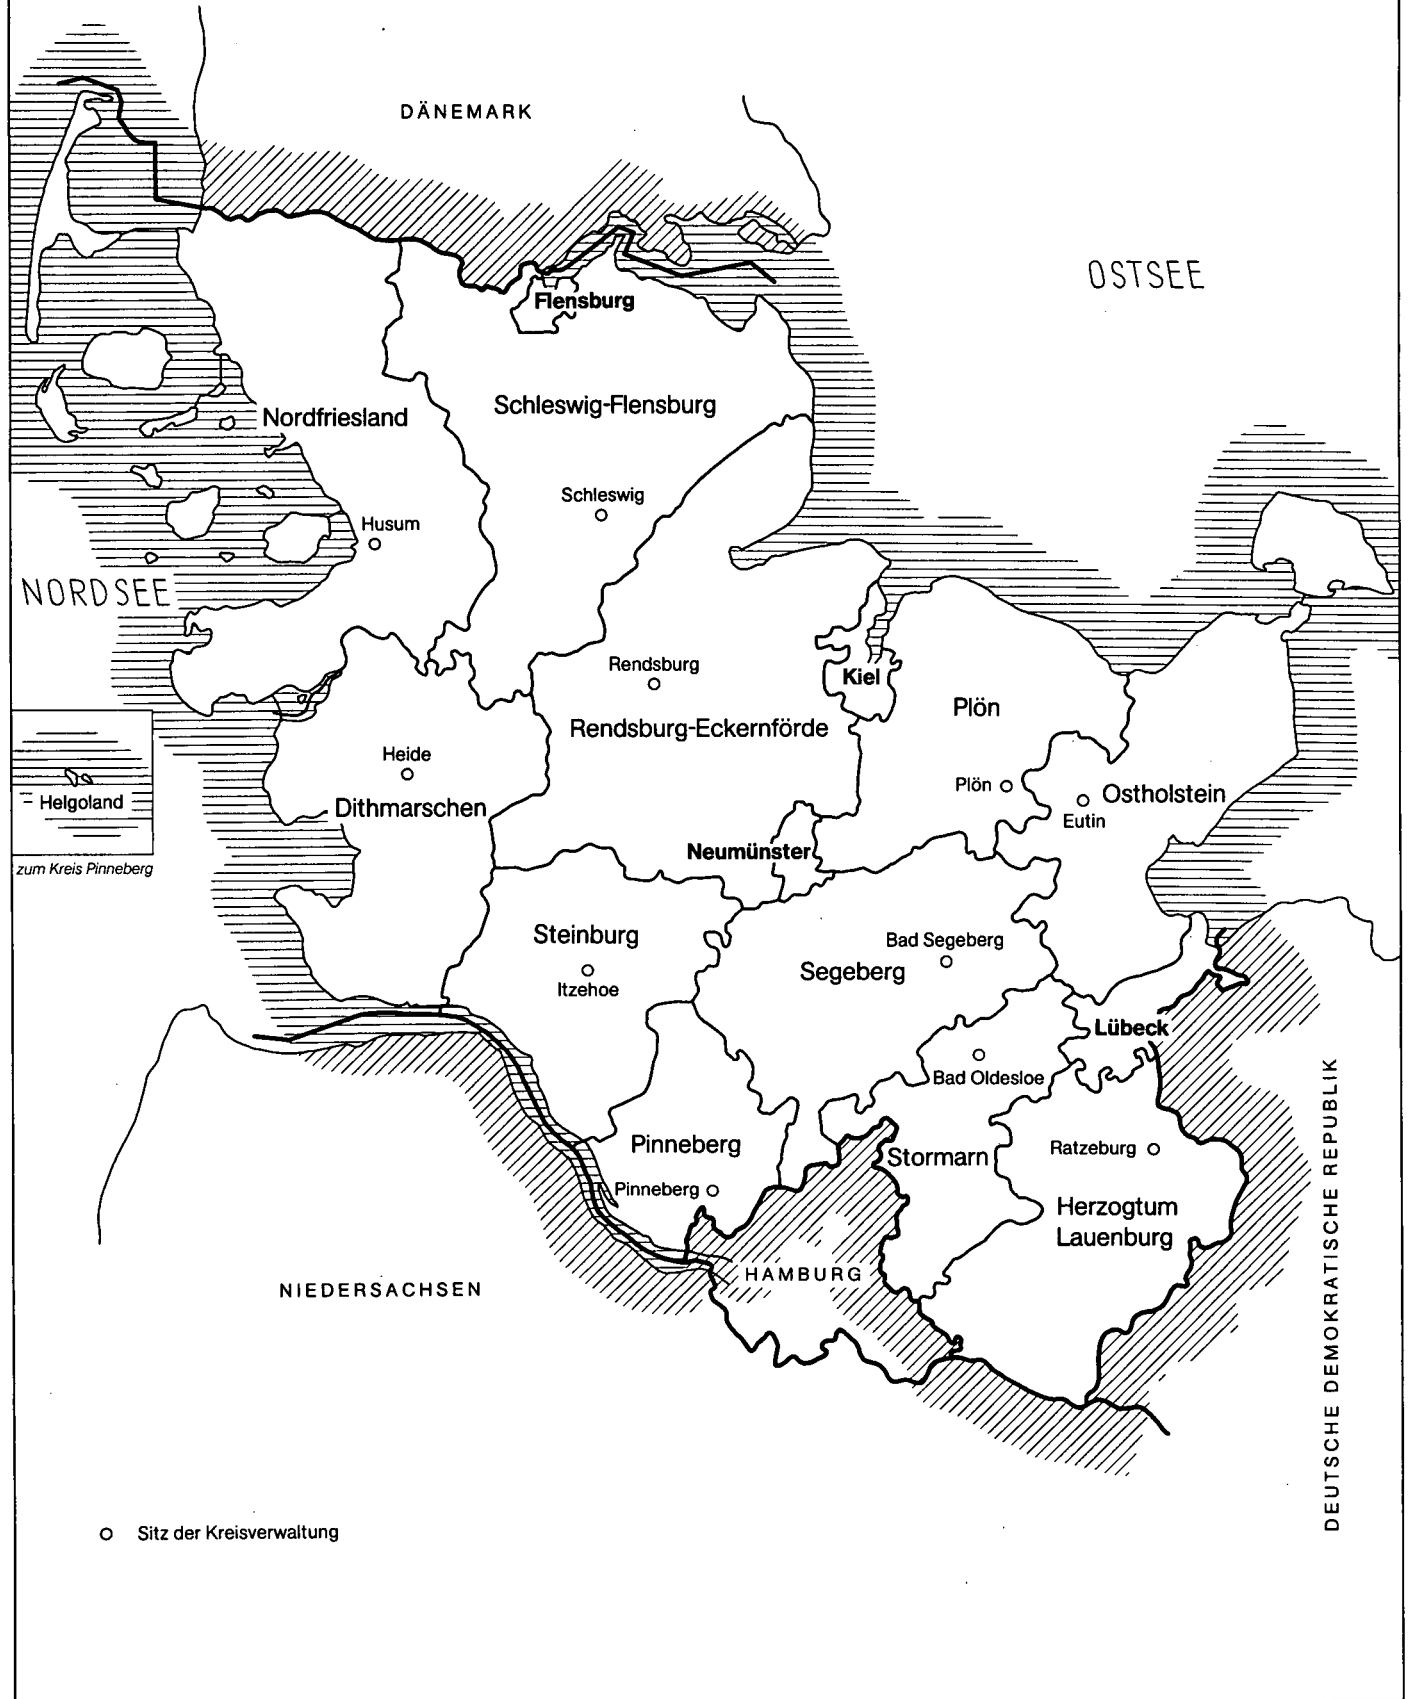 DÄNEMARK
OSTSEE
Flensburg
Nordfriesland
Schleswig-Flensburg
Schleswig
Husum
NORDSEE
Rendsburg
Kiel
Rendsburg-Eckernförde
Plön
Heide
Plön
Ostholstein
Eutin
Helgoland
Dithmarschen
zum Kreis Pinneberg
Neumünster
Steinburg
Bad Segeberg
Segeberg
Itzehoe
Lübeck
Bad Oldesloe
Pinneberg
Stormarn
Ratzeburg
Pinneberg
Herzogtum
Lauenburg
HAMBURG
NIEDERSACHSEN
DEUTSCHE DEMOKRATISCHE REPUBLIK
Sitz der Kreisverwaltung